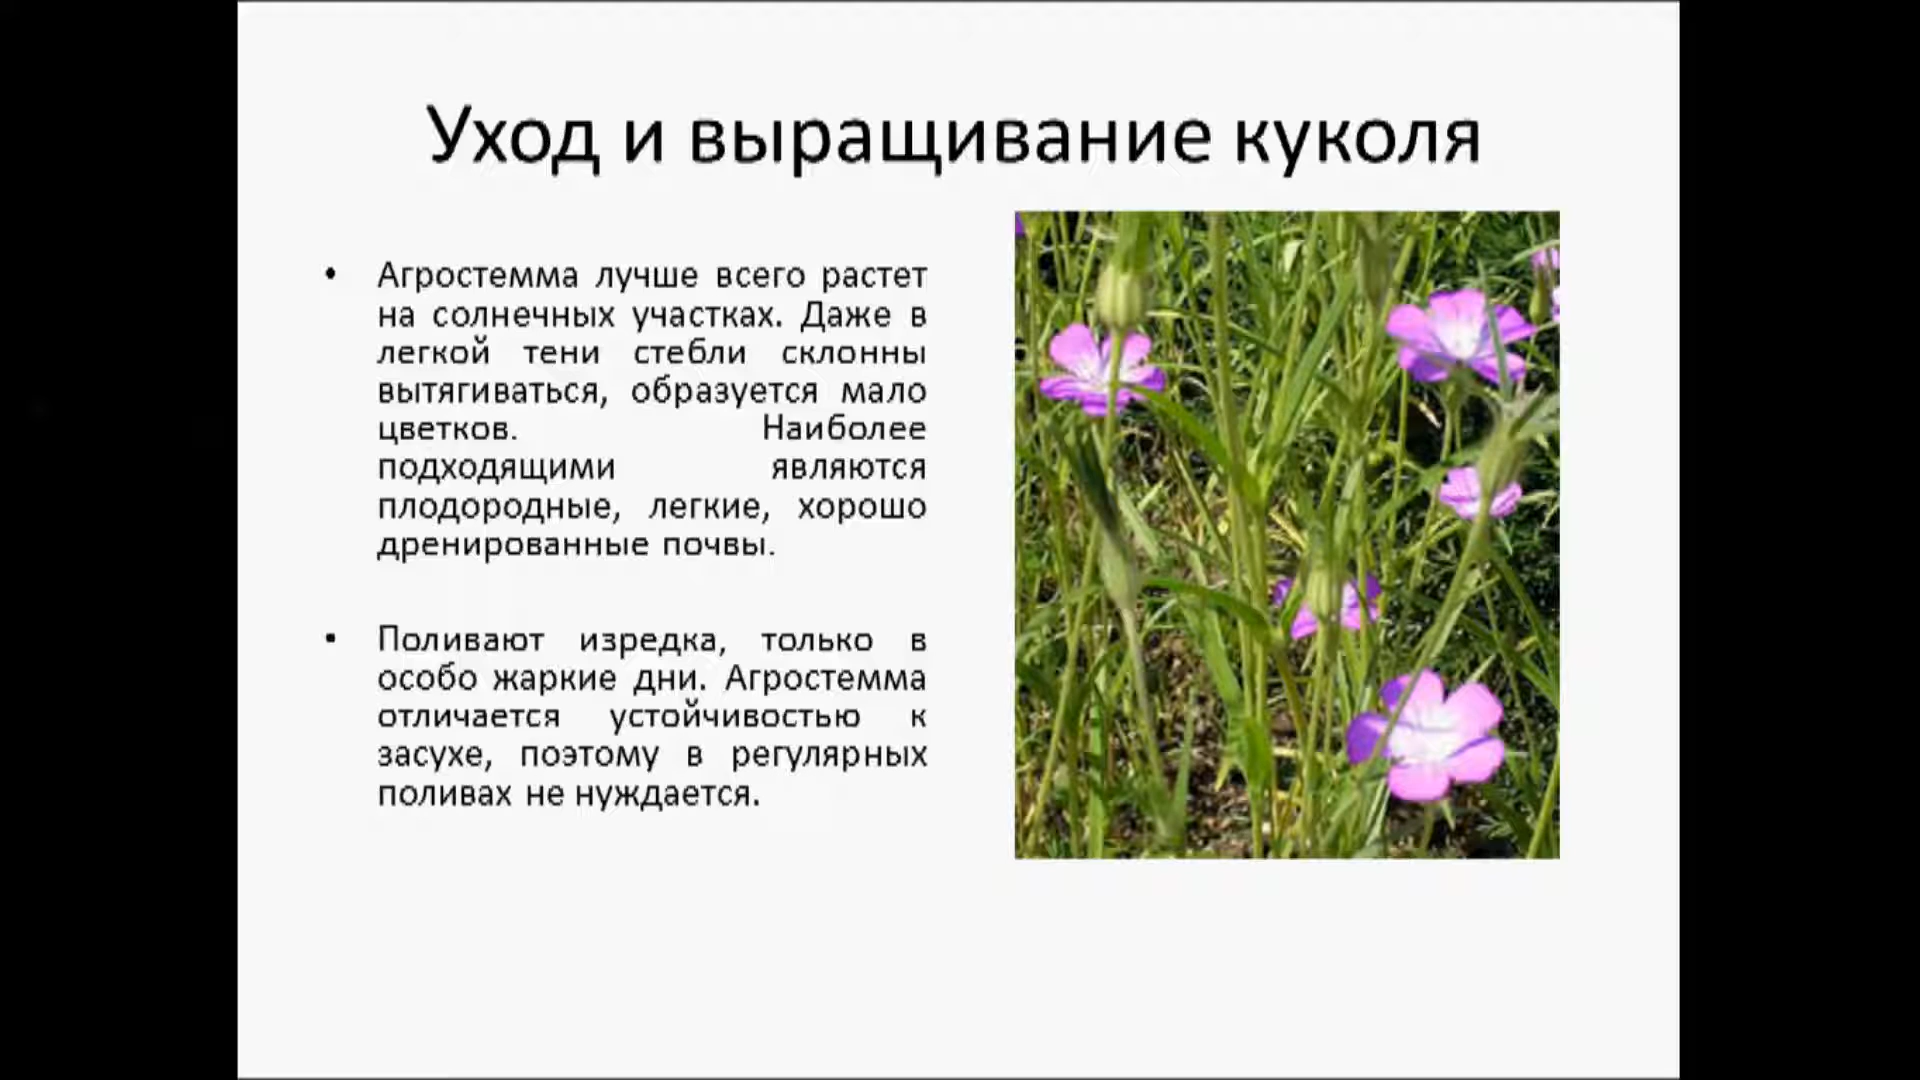 Уход и выращивание куколя
• Агростемма лучше всего растет
на солнечных участках. Даже в
легкой тени стебли склонны
вытягиваться, образуется мало
цветков. Наиболее
подходящими являются
плодородные, легкие, хорошо
дренированные почвы.
• Поливают изредка, только в
особо жаркие дни. Агростемма
отличается устойчивостью к
засухе, поэтому в регулярных
поливах не нуждается.